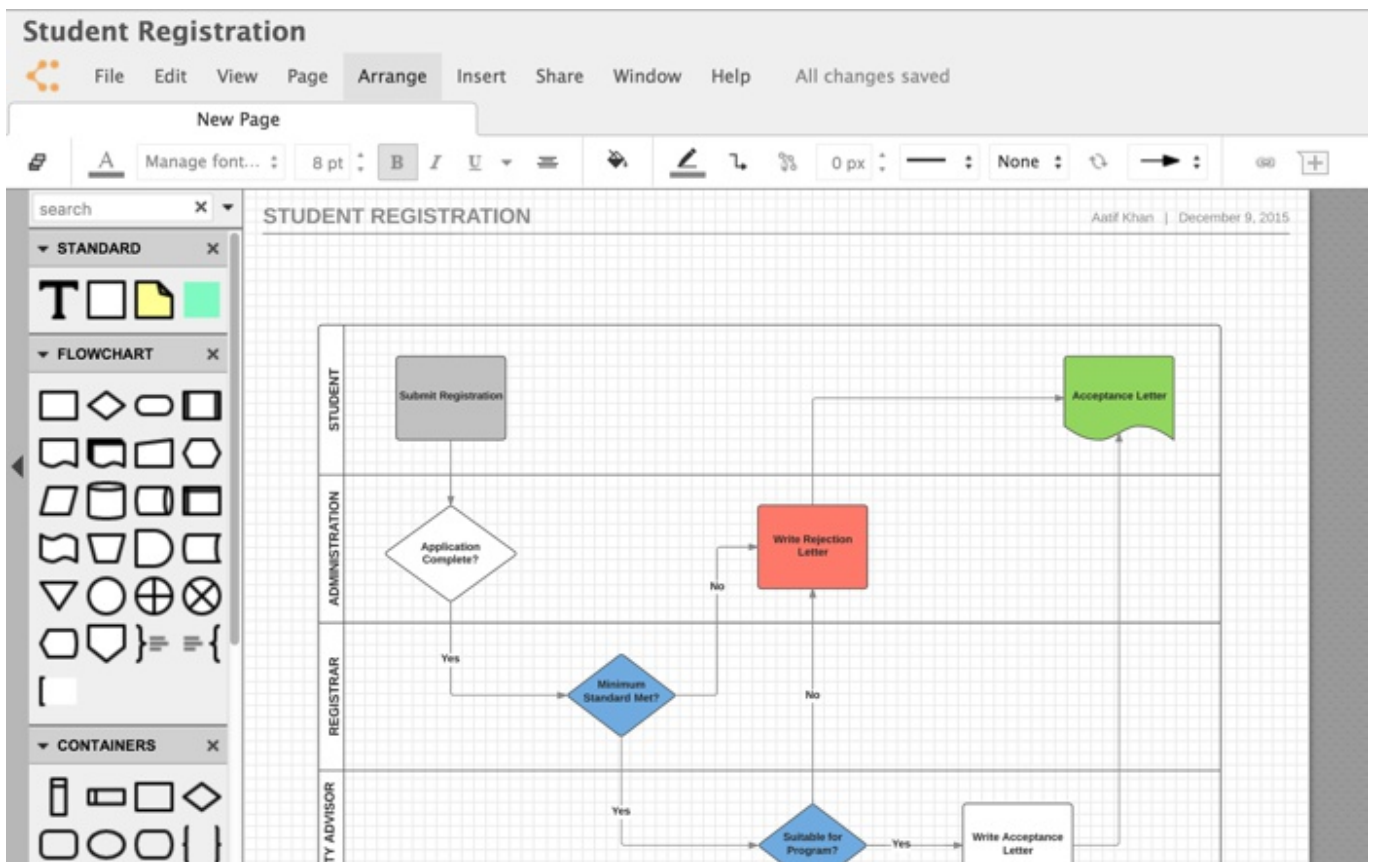 Student Registration
File Edit View Page Arrange Insert Share Window Help All changes saved
New Page
A Manage font... 8 pt B I U 0 px None
search
STUDENT REGISTRATION
Aatif Khan | December 9, 2015
STANDARD
T
FLOWCHART
CONTAINERS
STUDENT
Submit Registration
Acceptance Letter
ADMINISTRATION
Application
Complete?
Write Rejection
Letter
No
REGISTRAR
Yes
Minimum
Standard Met?
No
TY ADVISOR
Yes
Suitable for
Program?
Yes
Write Acceptance
Letter